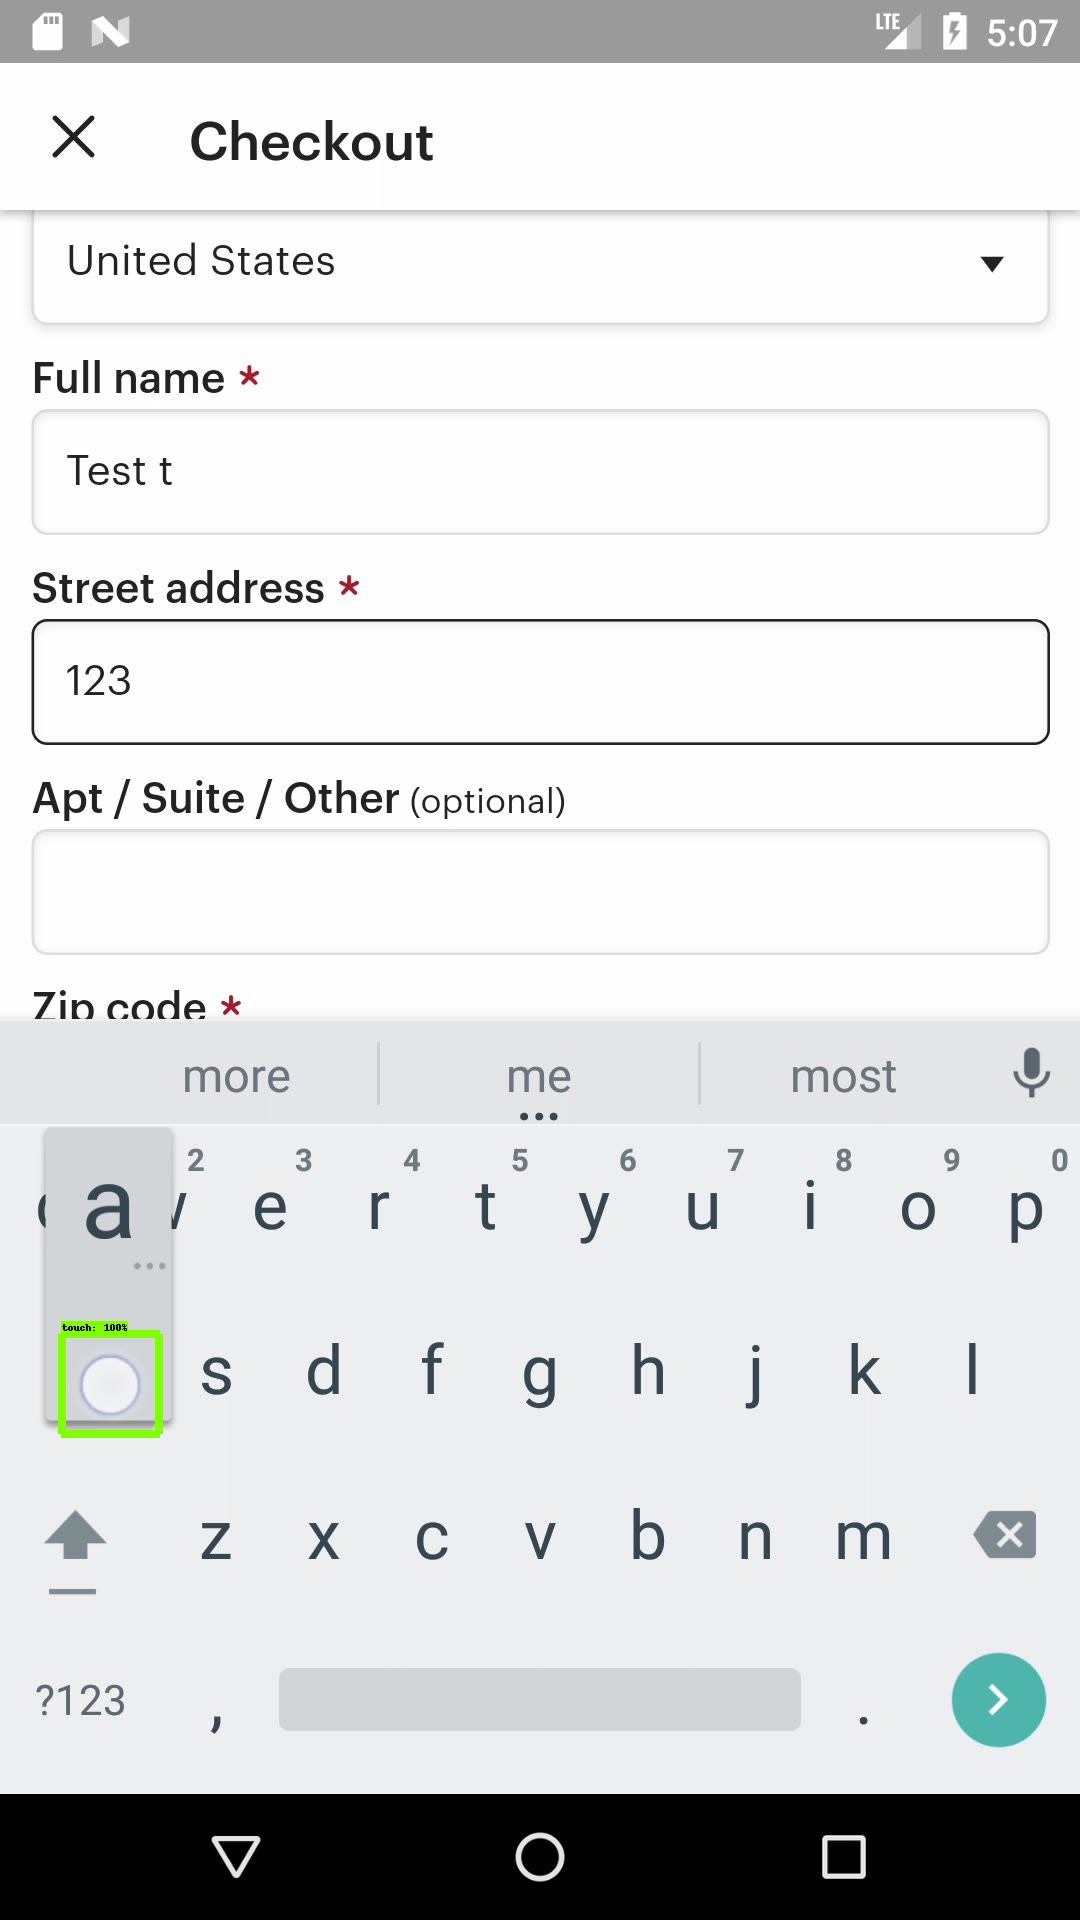 LTE 5:07
Checkout
United States
Full name *
Test t
Street address *
123
Apt / Suite / Other (optional)
Zip code *
more me most
2 3 4 5 6 7 8 9 0
a e r t y u i o p
touch: 100%
s d f g h j k l
z x c v b n m
?123 , .